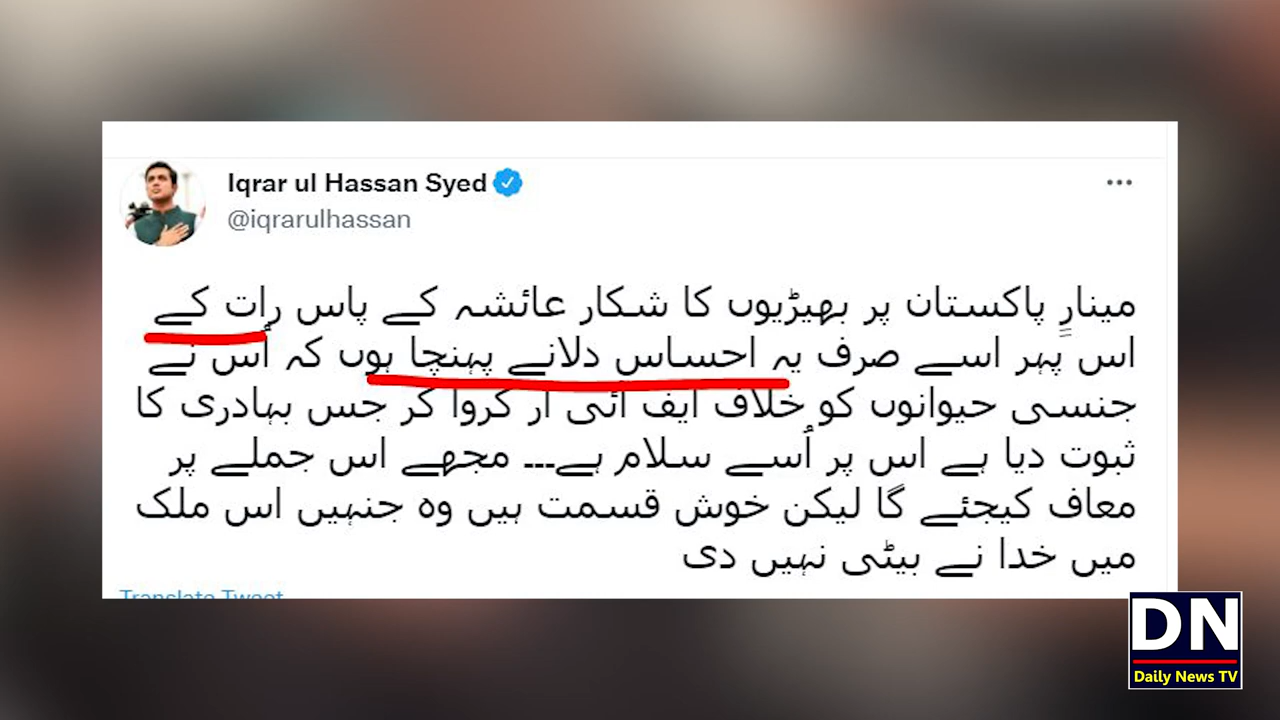 Iqrar ul Hassan Syed
@iqrarulhassan
مینارِ پاکستان پر بھیڑیوں کا شکار عائشہ کے پاس رات کے
اس پہر اسے صرف یہ احساس دلانے پہنچا ہوں کہ اُس نے
جنسی حیوانوں کو خلاف ایف آئی آر کروا کر جس بہادری کا
ثبوت دیا ہے اس پر اُسے سلام ہے۔۔۔ مجھے اس جملے پر
معاف کیجئے گا لیکن خوش قسمت ہیں وہ جنہیں اس ملک
میں خدا نے بیٹی نہیں دی
Translate Tweet
DN
Daily News TV